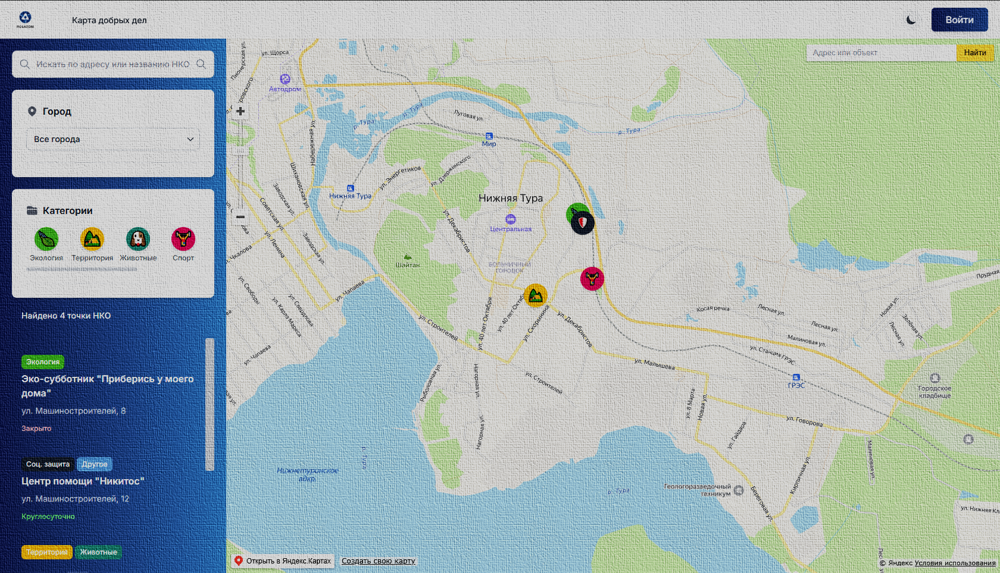 ROSATOM
Карта добрых дел
Войти
Искать по адресу или названию НКО
Город
Все города
Категории
Экология
Территория
Животные
Спорт
Найдено 4 точки НКО
Экология
Эко-субботник "Приберись у моего
дома"
ул. Машиностроителей, 8
Закрыто
Соц. защита
Другое
Центр помощи "Никитос"
ул. Машиностроителей, 12
Круглосуточно
Территория
Животные
Адрес или объект
Найти
Пионерская ул.
ул. Щорса
Автодром
р. Тура
р. Тура
Луговая ул.
р. Тура
Мир
Набережная ул.
Шихановская ул.
Заводская ул.
Советская ул.
ул. Ленина
Заводская ул.
Нижняя Тура
ул. Энергетиков
ул. Дзержинского
Нижняя Тура
Центральная
ул. Декабристов
Шайтан
БОЛЬНИЧНЫЙ
ГОРОДОК
ул. Чкалова
ул. Свободы
ул. Карла Маркса
ул. Свердлова
ул. Чапаева
ул. Чапаева
ул. Строителей
ул. 40 лет Октября
ул. 40 лет Октября
ул. Скорынина
ул. Декабристов
Косая речка
Лесная ул.
Лесная ул.
Лесная ул.
Новая ул.
Зелёная ул.
Прудная
Малиновая ул.
ул. Станция ГРЭС
ГРЭС
Городское
кладбище
ул. Малышева
ул. Строителей
Рыболовная ул.
Нагорная ул.
Нагорная ул.
ул. 8 Марта
Новая ул.
ул. Гайдара
ул. Говорова
Малиновая ул.
Кирпичная ул.
Береговая ул.
Геологоразведочный
техникум
р. Тура
р. Тура
Нижнетуринское
вдхр.
ул. Нижняя Кл
Открыть в Яндекс.Картах
Создать свою карту
© Яндекс Условия использования